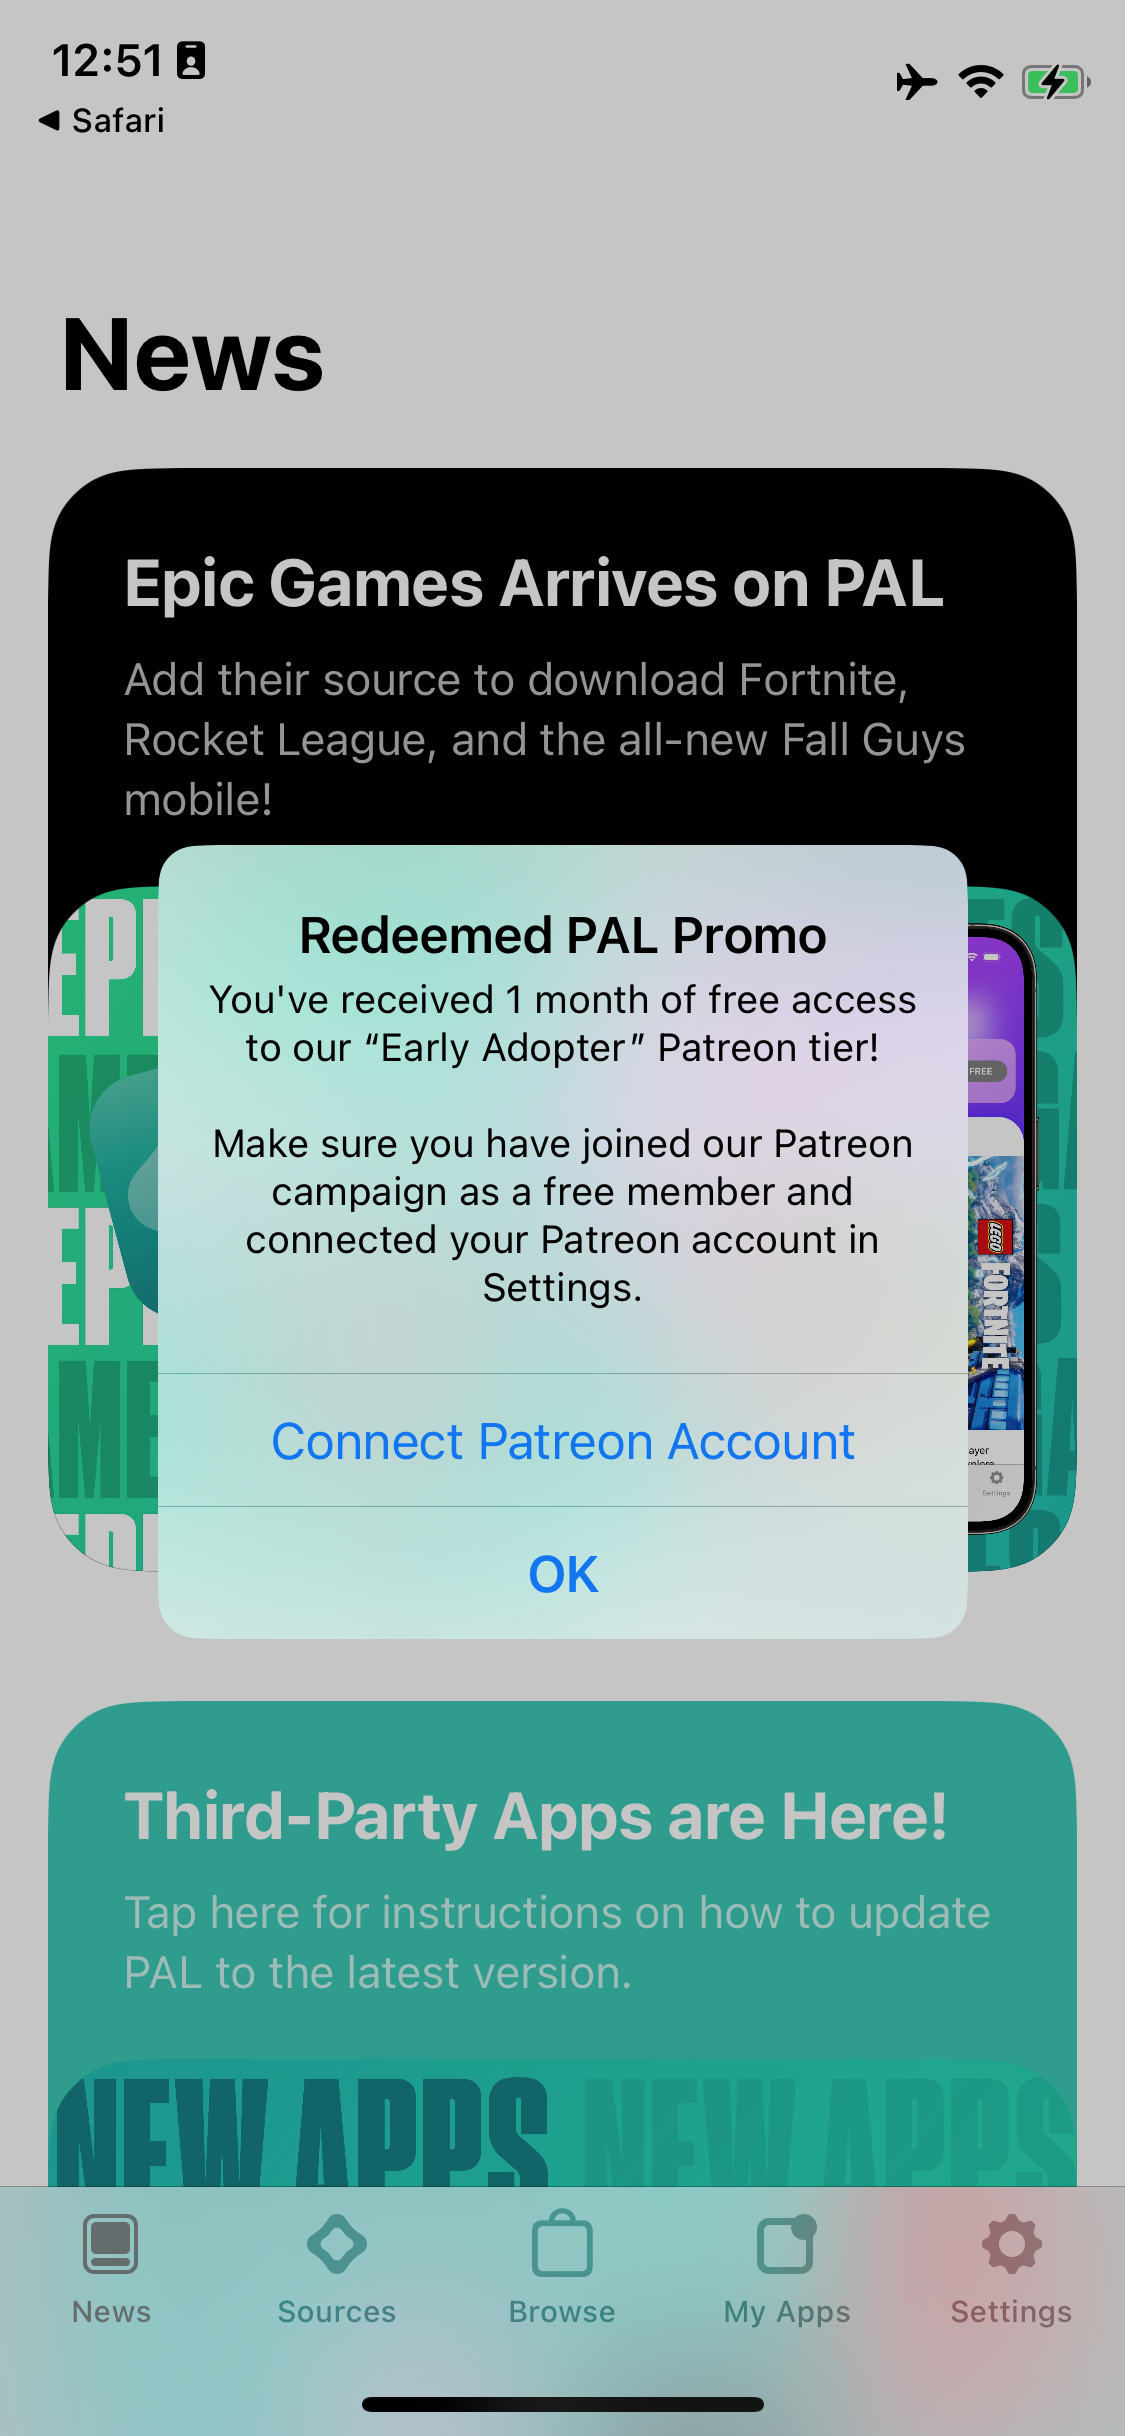 12:51
Safari
News
Epic Games Arrives on PAL
Add their source to download Fortnite,
Rocket League, and the all-new Fall Guys
mobile!
Redeemed PAL Promo
You've received 1 month of free access
to our “Early Adopter” Patreon tier!
Make sure you have joined our Patreon
campaign as a free member and
connected your Patreon account in
Settings.
Connect Patreon Account
OK
FREE
LEGO
FORTNITE
Settings
Third-Party Apps are Here!
Tap here for instructions on how to update
PAL to the latest version.
NEW APPS NEW APPS
News
Sources
Browse
My Apps
Settings